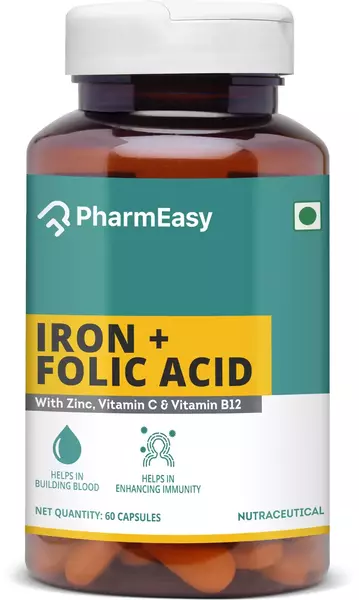 PharmEasy
IRON +
FOLIC ACID
With Zinc, Vitamin C & Vitamin B12
HELPS IN
BUILDING BLOOD
HELPS IN
ENHANCING IMMUNITY
NET QUANTITY: 60 CAPSULES
NUTRACEUTICAL